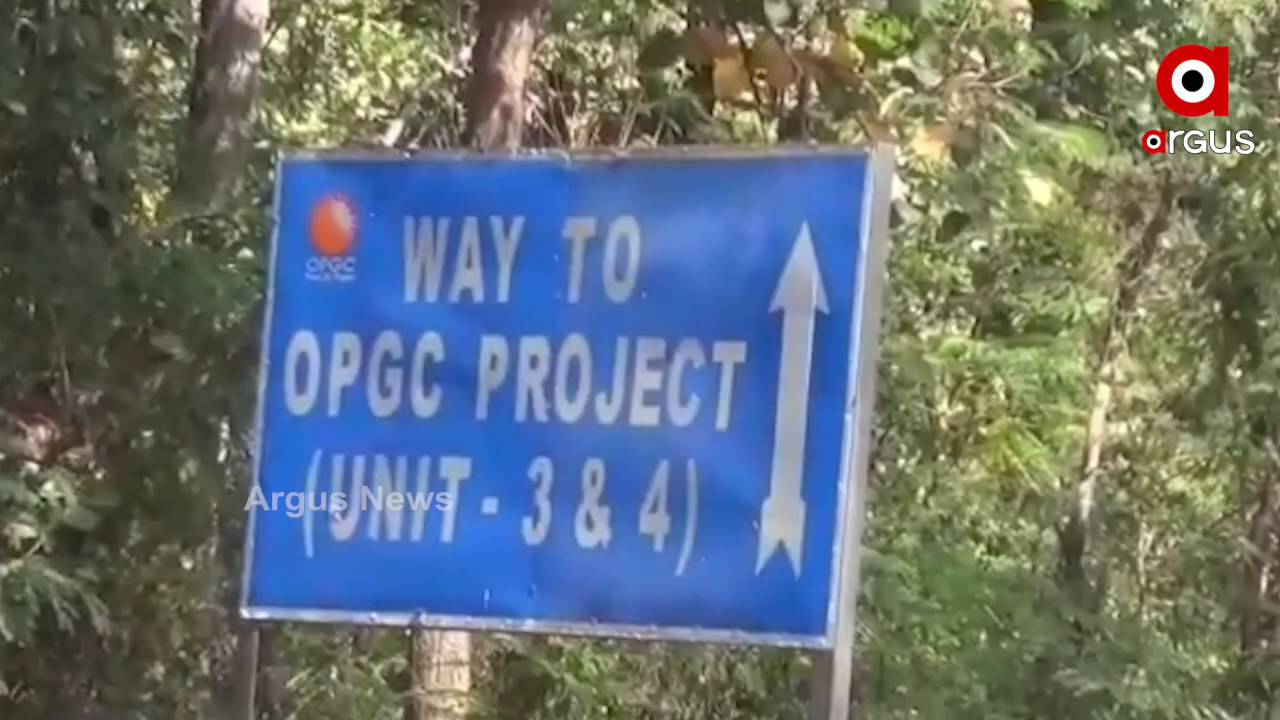 argus
WAY TO
OPGC
OPGC PROJECT
(UNIT - 3 & 4)
Argus News